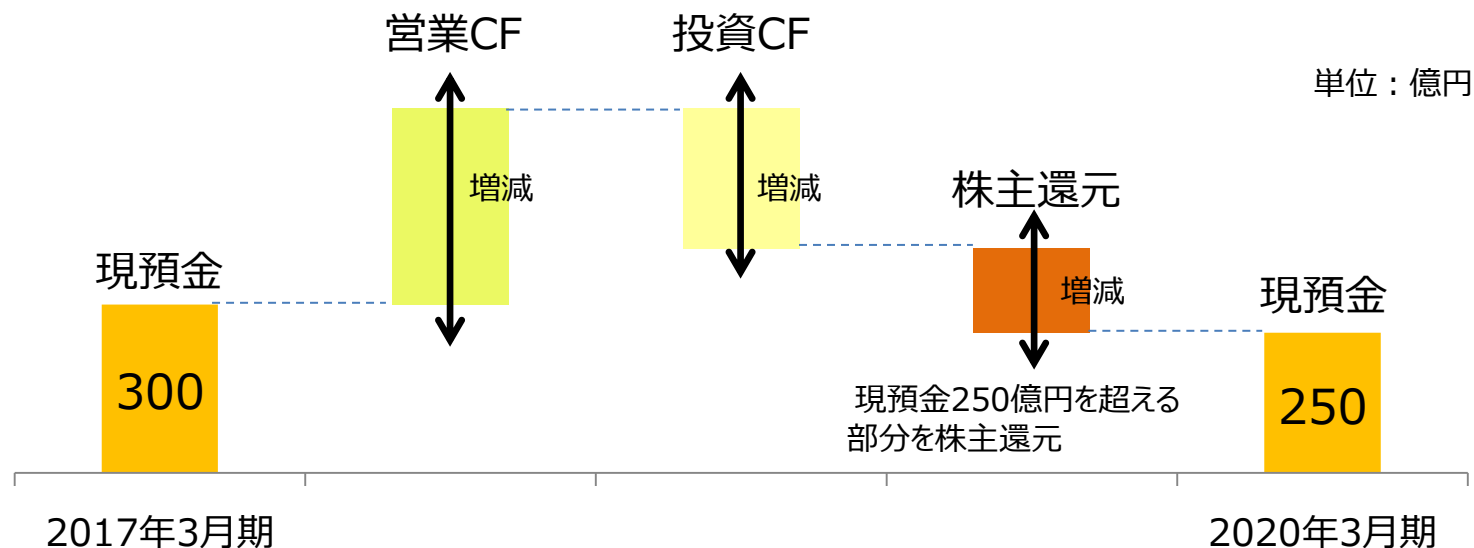 営業CF
投資CF
単位：億円
増減
増減
株主還元
現預金
増減
現預金
300
現預金250億円を超える
部分を株主還元
250
2017年3月期
2020年3月期